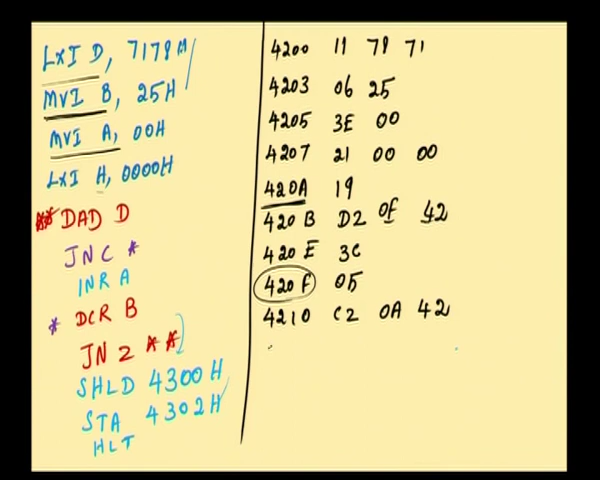 LXI D, 7178H
MVI B, 25H
MVI A, 00H
LXI H, 0000H
** DAD D
JNC *
INR A
* DCR B
JNZ **
SHLD 4300H
STA 4302H
HLT
4200 11 78 71
4203 06 25
4205 3E 00
4207 21 00 00
420A 19
420B D2 0F 42
420E 3C
420F 05
4210 C2 0A 42